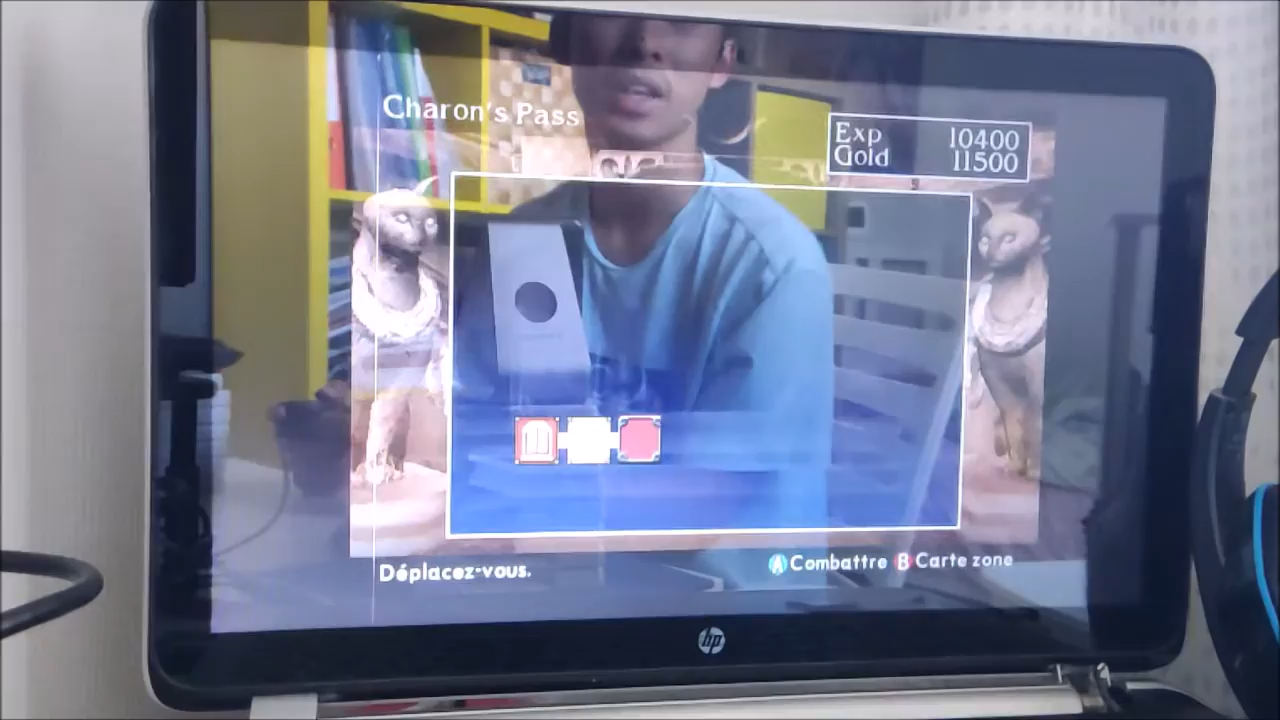 Charon's Pass
Exp 10400
Gold 11500
Déplacez-vous.
A Combattre B Carte zone
hp